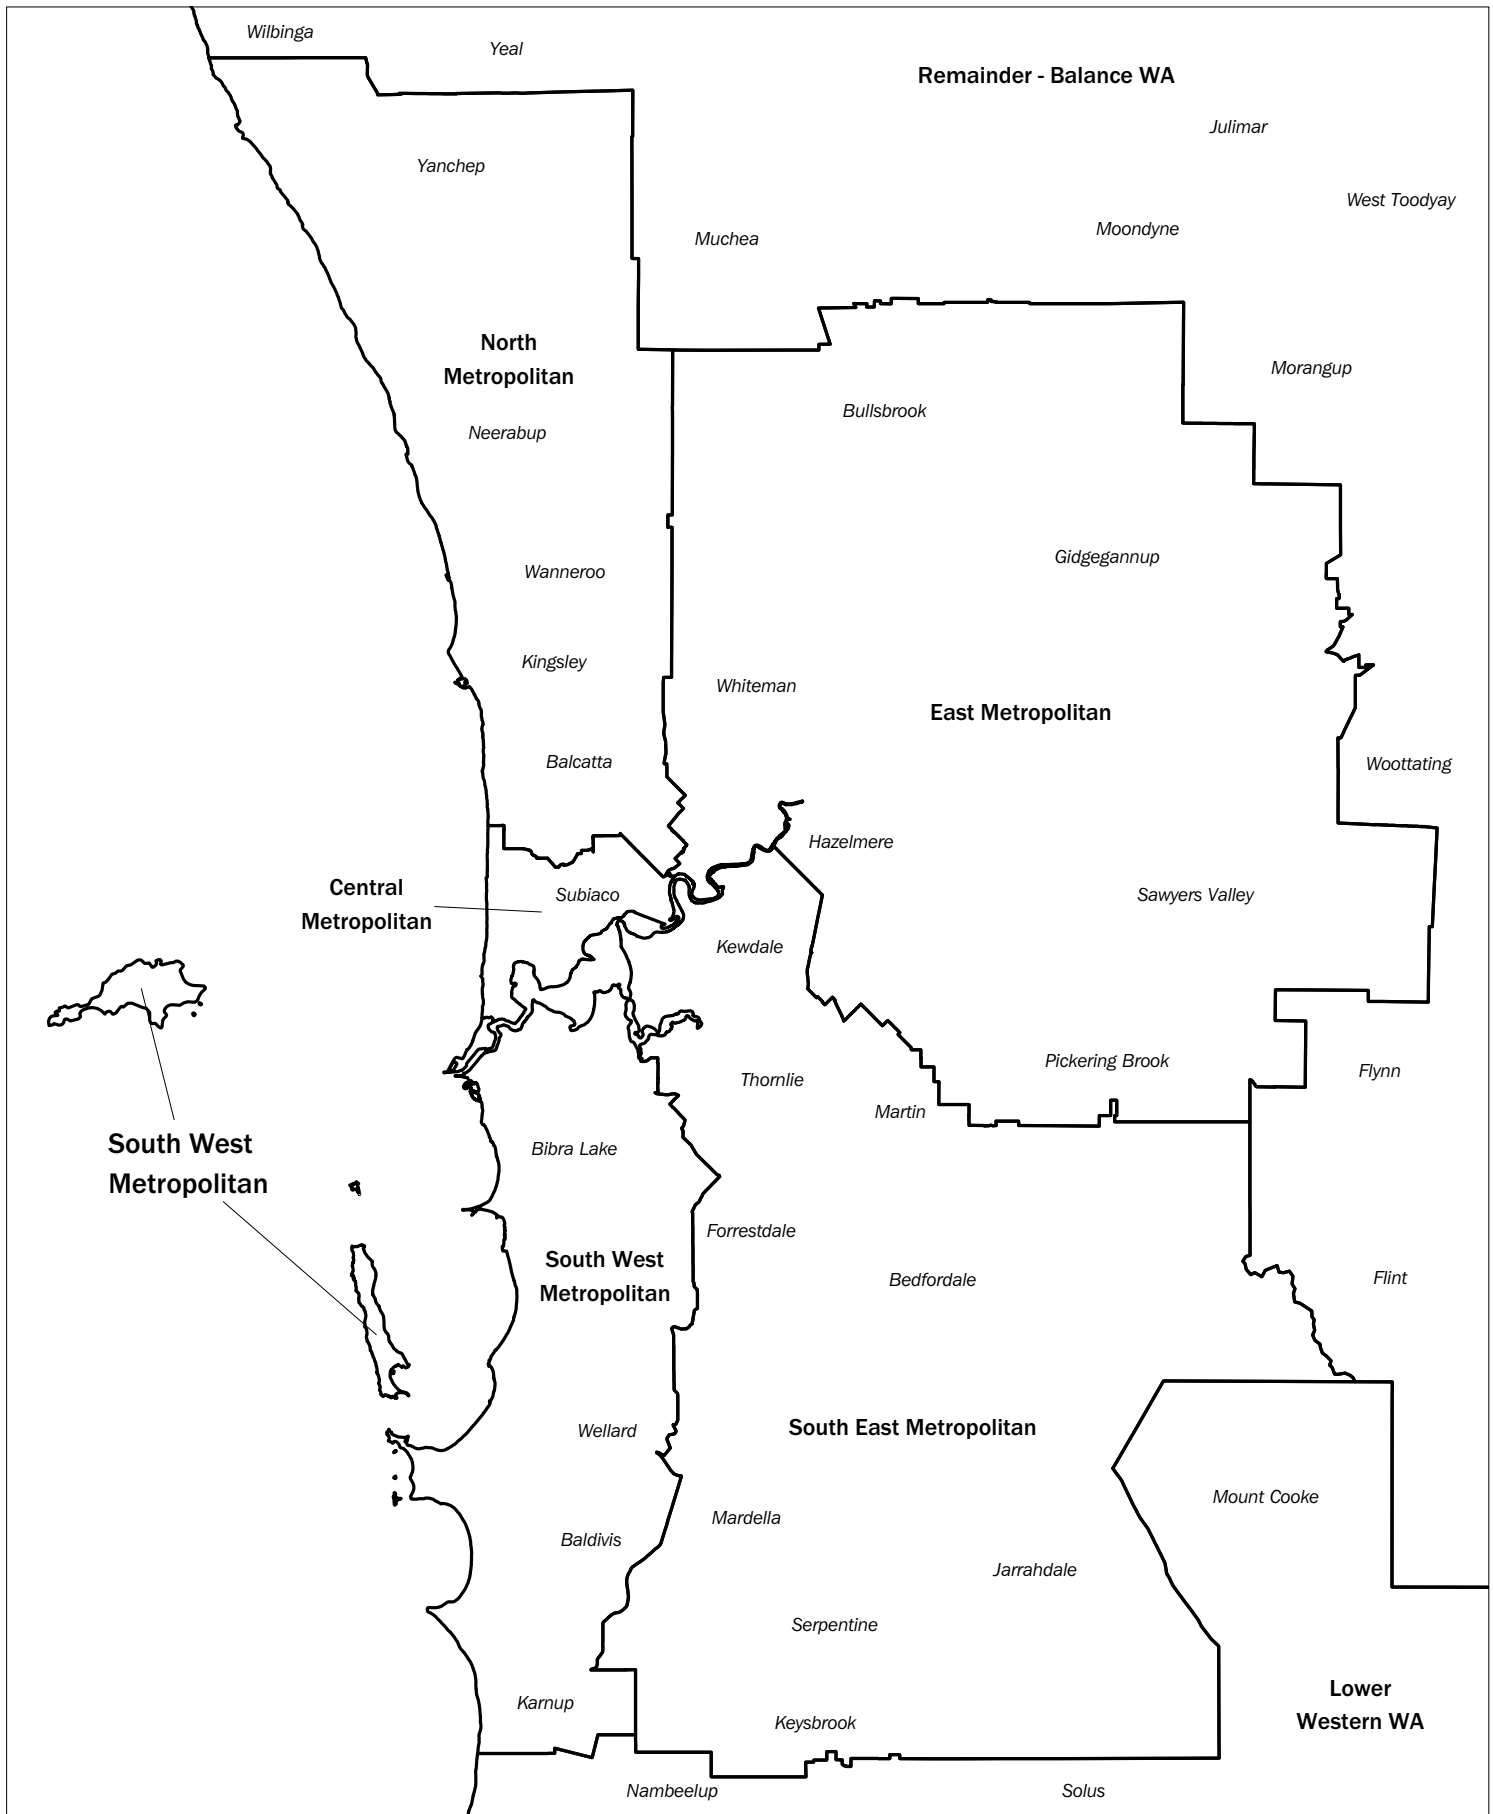 Wilbinga
Yeal
Remainder - Balance WA
Julimar
Yanchep
West Toodyay
Moondyne
Muchea
North
Metropolitan
Morangup
Bullsbrook
Neerabup
Gidgegannup
Wanneroo
Kingsley
Whiteman
East Metropolitan
Balcatta
Woottating
Hazelmere
Central
Metropolitan
Subiaco
Sawyers Valley
Kewdale
Pickering Brook
Flynn
Thornlie
Martin
South West
Metropolitan
Bibra Lake
Forrestdale
South West
Metropolitan
Bedfordale
Flint
Wellard
South East Metropolitan
Mount Cooke
Mardella
Baldivis
Jarrahdale
Serpentine
Lower
Western WA
Karnup
Keysbrook
Nambeelup
Solus